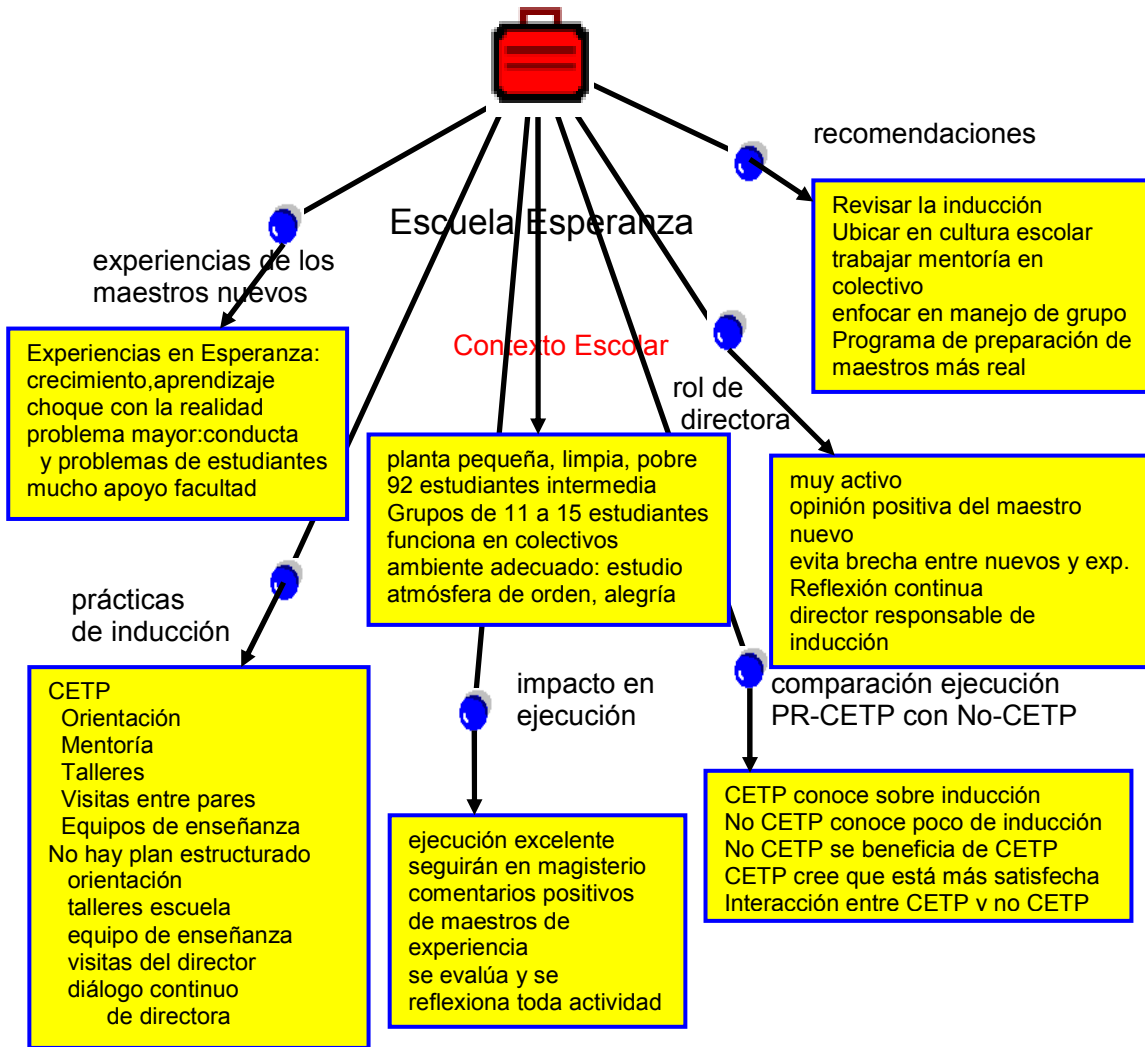 recomendaciones
Revisar la inducción
Ubicar en cultura escolar
trabajar mentoría en
colectivo
enfocar en manejo de grupo
Programa de preparación de
maestros más real
Escuela Esperanza
experiencias de los
maestros nuevos
Experiencias en Esperanza:
crecimiento,aprendizaje
choque con la realidad
problema mayor:conducta
y problemas de estudiantes
mucho apoyo facultad
Contexto Escolar
planta pequeña, limpia, pobre
92 estudiantes intermedia
Grupos de 11 a 15 estudiantes
funciona en colectivos
ambiente adecuado: estudio
atmósfera de orden, alegría
rol de
directora
muy activo
opinión positiva del maestro
nuevo
evita brecha entre nuevos y exp.
Reflexión continua
director responsable de
inducción
prácticas
de inducción
CETP
Orientación
Mentoría
Talleres
Visitas entre pares
Equipos de enseñanza
No hay plan estructurado
orientación
talleres escuela
equipo de enseñanza
visitas del director
diálogo continuo
de directora
impacto en
ejecución
ejecución excelente
seguirán en magisterio
comentarios positivos
de maestros de
experiencia
se evalúa y se
reflexiona toda actividad
comparación ejecución
PR-CETP con No-CETP
CETP conoce sobre inducción
No CETP conoce poco de inducción
No CETP se beneficia de CETP
CETP cree que está más satisfecha
Interacción entre CETP y no CETP